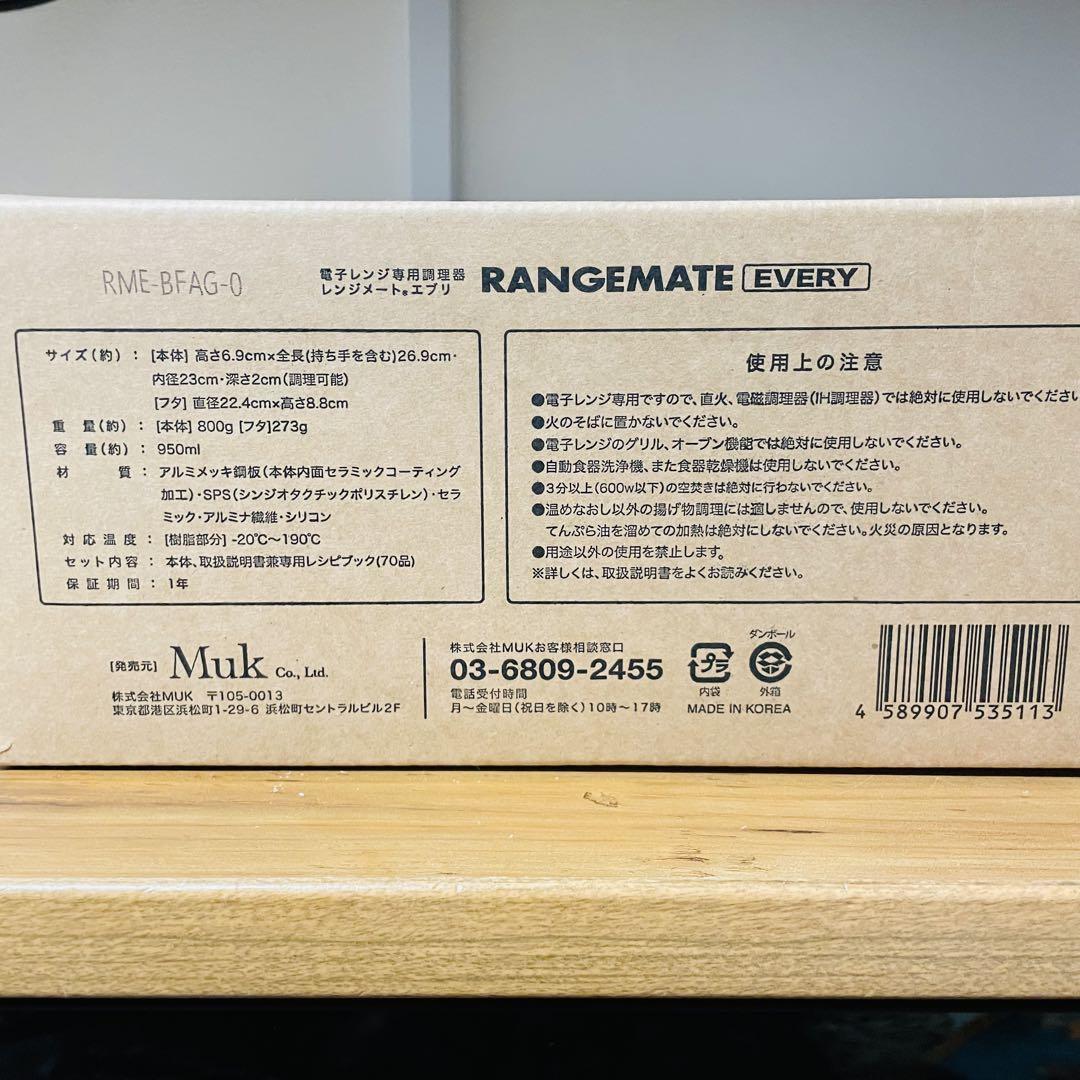 RME-BFAG-0
電子レンジ専用調理器
レンジメート®エブリ
RANGEMATE EVERY
サイズ(約): [本体] 高さ6.9cm×全長(持ち手を含む)26.9cm・
内径23cm・深さ2cm(調理可能)
[フタ] 直径22.4cm×高さ8.8cm
重量(約): [本体] 800g [フタ]273g
容量(約): 950ml
材質: アルミメッキ鋼板(本体内面セラミックコーティング
加工)・SPS(シンジオタクチックポリスチレン)・セラ
ミック・アルミナ繊維・シリコン
対応温度: [樹脂部分] -20℃〜190℃
セット内容: 本体、取扱説明書兼専用レシピブック(70品)
保証期間: 1年
使用上の注意
●電子レンジ専用ですので、直火、電磁調理器(IH調理器)では絶対に使用しないでくださ
●火のそばに置かないでください。
●電子レンジのグリル、オーブン機能では絶対に使用しないでください。
●自動食器洗浄機、また食器乾燥機は使用しないでください。
●3分以上(600w以下)の空焚きは絶対に行わないでください。
●温めなおし以外の揚げ物調理には適しませんので、使用しないでください。
てんぷら油を溜めての加熱は絶対にしないでください。火災の原因となります。
●用途以外の使用を禁止します。
※詳しくは、取扱説明書をよくお読みください。
[発売元] Muk Co., Ltd.
株式会社MUK 〒105-0013
東京都港区浜松町1-29-6 浜松町セントラルビル2F
株式会社MUKお客様相談窓口
03-6809-2455
電話受付時間
月〜金曜日(祝日を除く)10時〜17時
プラ
内袋
ダンボール
外箱
MADE IN KOREA
4 589907 535113